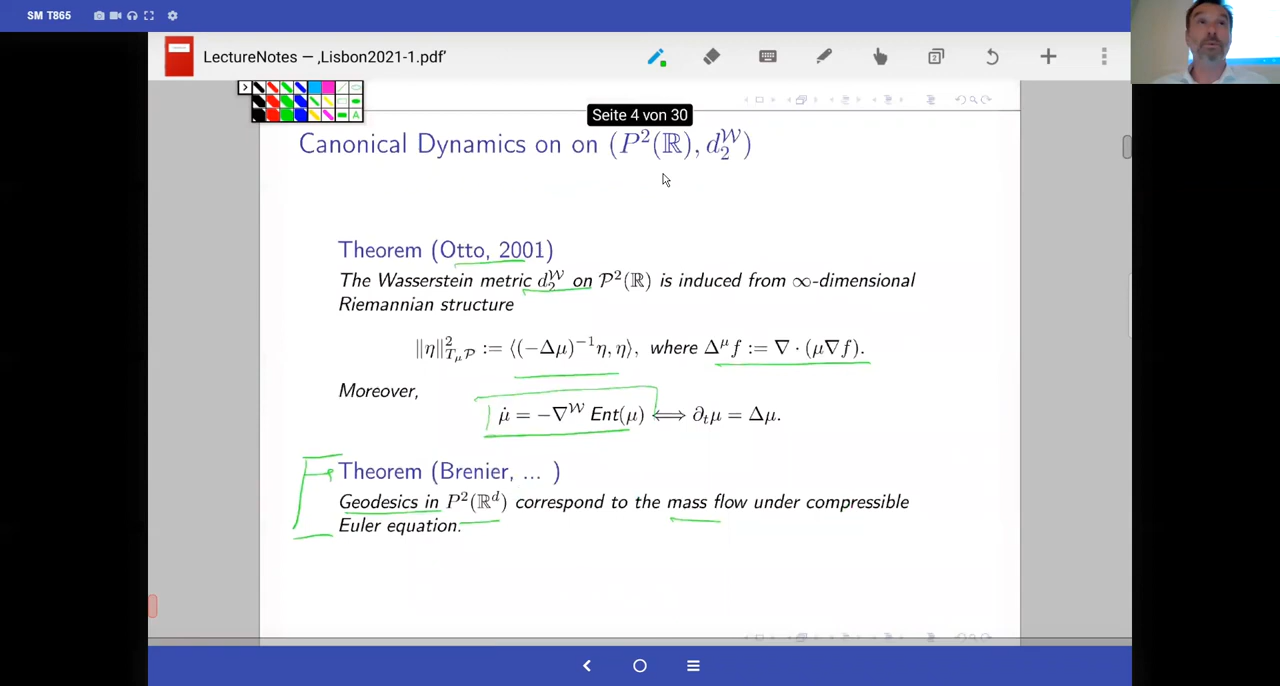 SM T865
LectureNotes — ‚Lisbon2021-1.pdf’
Seite 4 von 30
Canonical Dynamics on on (P²(ℝ), d₂^𝒲)
Theorem (Otto, 2001)
The Wasserstein metric d₂^𝒲 on 𝒫²(ℝ) is induced from ∞-dimensional
Riemannian structure
‖η‖²_{T_μ𝒫} := ⟨(−Δμ)⁻¹η, η⟩, where Δ^μ f := ∇ · (μ∇f).
Moreover,
μ̇ = −∇^𝒲 Ent(μ) ⟺ ∂ₜμ = Δμ.
Theorem (Brenier, ... )
Geodesics in P²(ℝ^d) correspond to the mass flow under compressible
Euler equation.